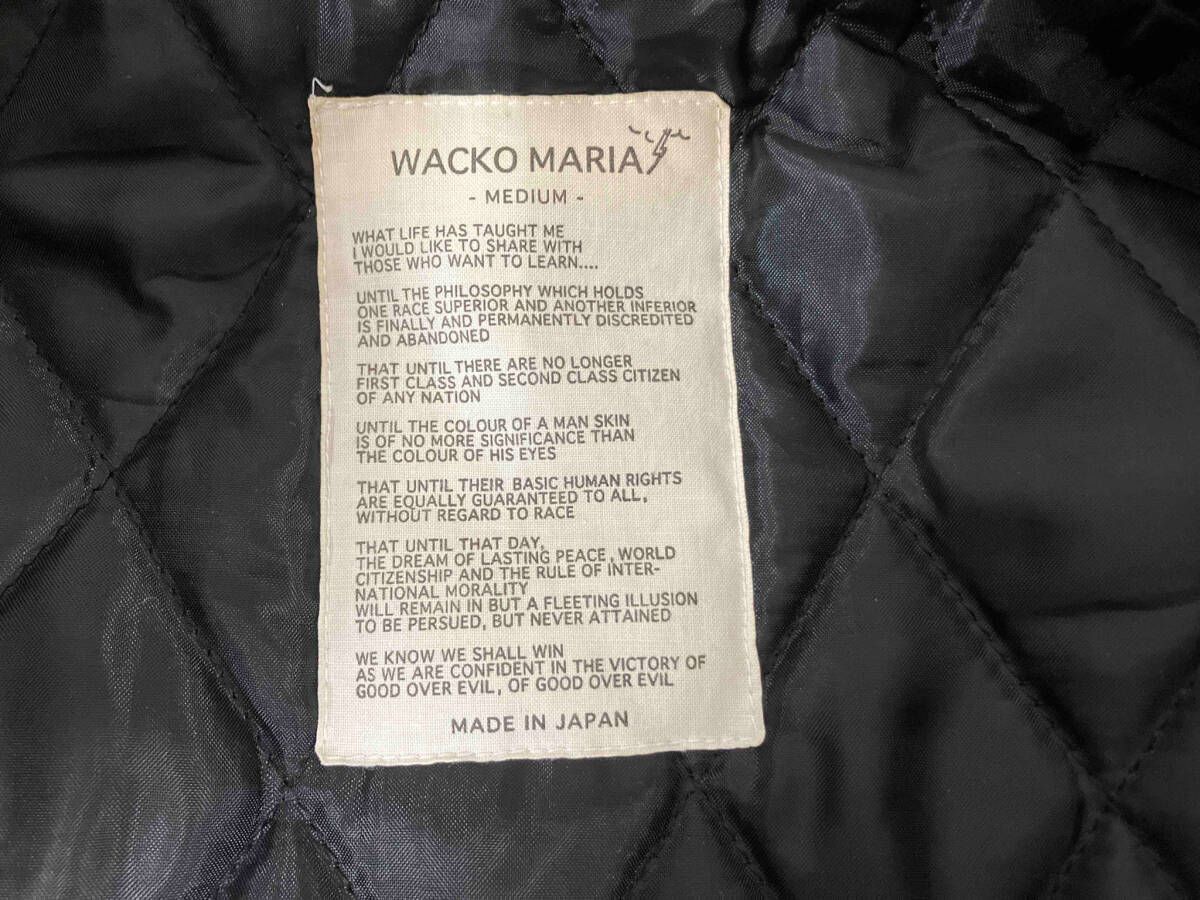 WACKO MARIA
- MEDIUM -
WHAT LIFE HAS TAUGHT ME
I WOULD LIKE TO SHARE WITH
THOSE WHO WANT TO LEARN....
UNTIL THE PHILOSOPHY WHICH HOLDS
ONE RACE SUPERIOR AND ANOTHER INFERIOR
IS FINALLY AND PERMANENTLY DISCREDITED
AND ABANDONED
THAT UNTIL THERE ARE NO LONGER
FIRST CLASS AND SECOND CLASS CITIZEN
OF ANY NATION
UNTIL THE COLOUR OF A MAN SKIN
IS OF NO MORE SIGNIFICANCE THAN
THE COLOUR OF HIS EYES
THAT UNTIL THEIR BASIC HUMAN RIGHTS
ARE EQUALLY GUARANTEED TO ALL,
WITHOUT REGARD TO RACE
THAT UNTIL THAT DAY,
THE DREAM OF LASTING PEACE, WORLD
CITIZENSHIP AND THE RULE OF INTER-
NATIONAL MORALITY
WILL REMAIN IN BUT A FLEETING ILLUSION
TO BE PERSUED, BUT NEVER ATTAINED
WE KNOW WE SHALL WIN
AS WE ARE CONFIDENT IN THE VICTORY OF
GOOD OVER EVIL, OF GOOD OVER EVIL
MADE IN JAPAN